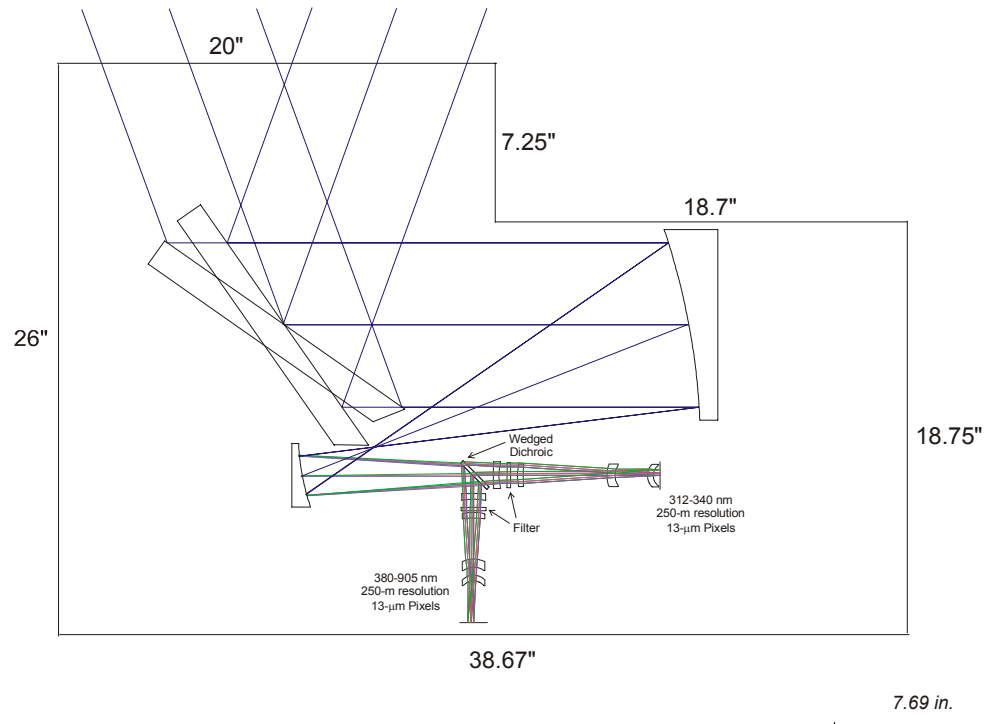 20"
7.25"
18.7"
26"
18.75"
Wedged
Dichroic
312-340 nm
250-m resolution
13-μm Pixels
Filter
380-905 nm
250-m resolution
13-μm Pixels
38.67"
7.69 in.